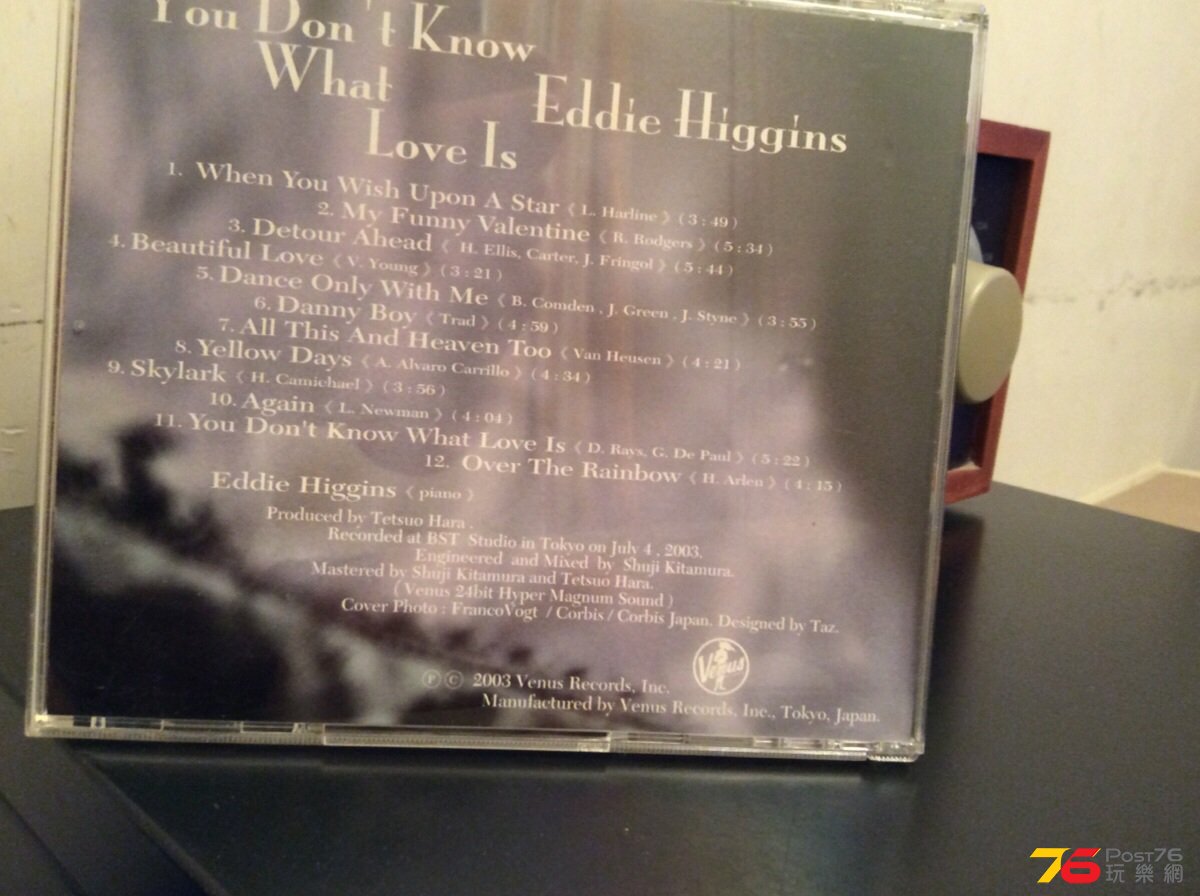 You Don't Know
What
Love Is
Eddie Higgins
1. When You Wish Upon A Star《 L. Harline 》( 3 : 49 )
2. My Funny Valentine《 R. Rodgers 》( 5 : 34 )
3. Detour Ahead《 H. Ellis, Carter, J. Fringol 》( 5 : 44 )
4. Beautiful Love《 V. Young 》( 3 : 21 )
5. Dance Only With Me《 B. Comden , J. Green , J. Styne 》( 3 : 55 )
6. Danny Boy《 Trad 》( 4 : 59 )
7. All This And Heaven Too《 Van Heusen 》( 4 : 21 )
8. Yellow Days《 A. Alvaro Carrillo 》( 4 : 34 )
9. Skylark《 H. Camichael 》( 3 : 56 )
10. Again《 L. Newman 》( 4 : 04 )
11. You Don't Know What Love Is《 D. Rays, G. De Paul 》( 5 : 22 )
12. Over The Rainbow《 H. Arlen 》( 4 : 15 )
Eddie Higgins《 piano 》
Produced by Tetsuo Hara .
Recorded at BST Studio in Tokyo on July 4 , 2003.
Engineered and Mixed by Shuji Kitamura.
Mastered by Shuji Kitamura and Tetsuo Hara.
( Venus 24bit Hyper Magnum Sound )
Cover Photo : FrancoVogt / Corbis / Corbis Japan. Designed by Taz.
Venus
Ⓟ Ⓒ 2003 Venus Records, Inc.
Manufactured by Venus Records, Inc., Tokyo, Japan.
76 POST76
玩樂網